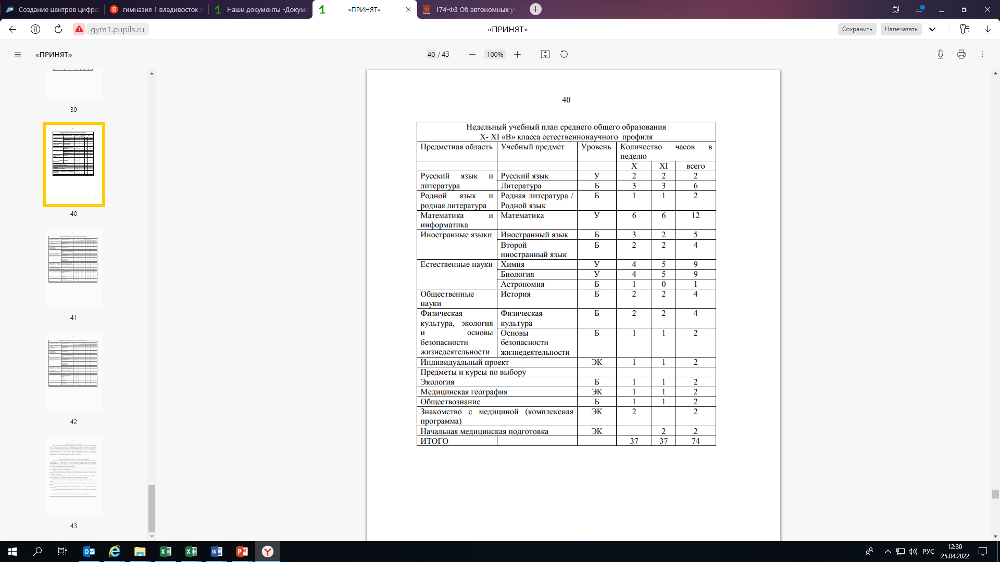 Создание центров цифро
гимназия 1 владивосток о
Наши документы -Докуме
«ПРИНЯТ»
174-ФЗ Об автономных у
gym1.pupils.ru
«ПРИНЯТ»
Сохранить
Напечатать
«ПРИНЯТ»
40 / 43
100%
39
40
41
42
43
40
Недельный учебный план среднего общего образования
X- XI «В» класса естественнонаучного профиля
Предметная область Учебный предмет Уровень Количество часов в
неделю
X XI всего
Русский язык и Русский язык У 2 2 2
литература Литература Б 3 3 6
Родной язык и Родная литература / Б 1 1 2
родная литература Родной язык
Математика и Математика У 6 6 12
информатика
Иностранные языки Иностранный язык Б 3 2 5
Второй Б 2 2 4
иностранный язык
Естественные науки Химия У 4 5 9
Биология У 4 5 9
Астрономия Б 1 0 1
Общественные История Б 2 2 4
науки
Физическая Физическая Б 2 2 4
культура, экология культура
и основы Основы Б 1 1 2
безопасности безопасности
жизнедеятельности жизнедеятельности
Индивидуальный проект ЭК 1 1 2
Предметы и курсы по выбору
Экология Б 1 1 2
Медицинская география ЭК 1 1 2
Обществознание Б 1 1 2
Знакомство с медициной (комплексная ЭК 2 2
программа)
Начальная медицинская подготовка ЭК 2 2
ИТОГО 37 37 74
РУС
12:30
25.04.2022